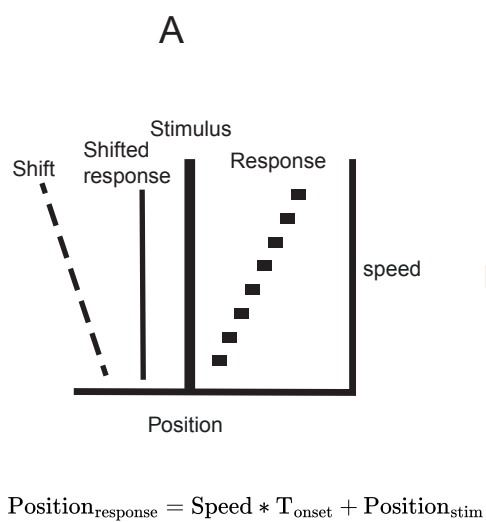 A
Stimulus
Shifted
response
Shift
Response
speed
Position
Position_response = Speed * T_onset + Position_stim